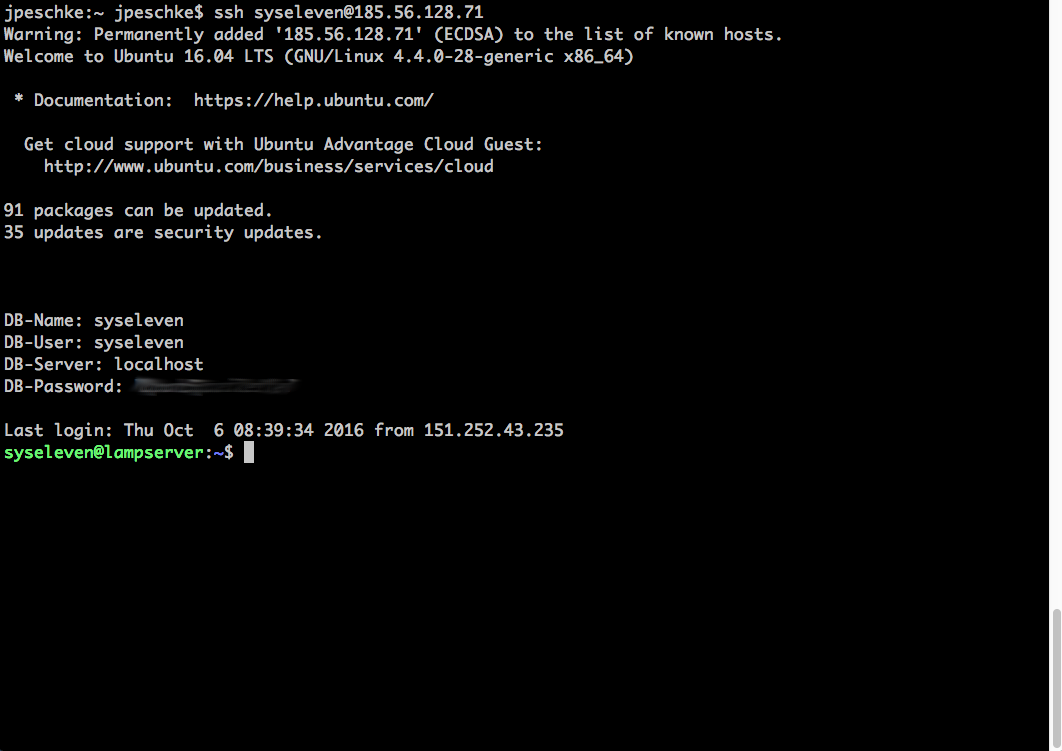 jpeschke:~ jpeschke$ ssh syseleven@185.56.128.71
Warning: Permanently added '185.56.128.71' (ECDSA) to the list of known hosts.
Welcome to Ubuntu 16.04 LTS (GNU/Linux 4.4.0-28-generic x86_64)
* Documentation:  https://help.ubuntu.com/
Get cloud support with Ubuntu Advantage Cloud Guest:
http://www.ubuntu.com/business/services/cloud
91 packages can be updated.
35 updates are security updates.
DB-Name: syseleven
DB-User: syseleven
DB-Server: localhost
DB-Password:
Last login: Thu Oct  6 08:39:34 2016 from 151.252.43.235
syseleven@lampserver:~$